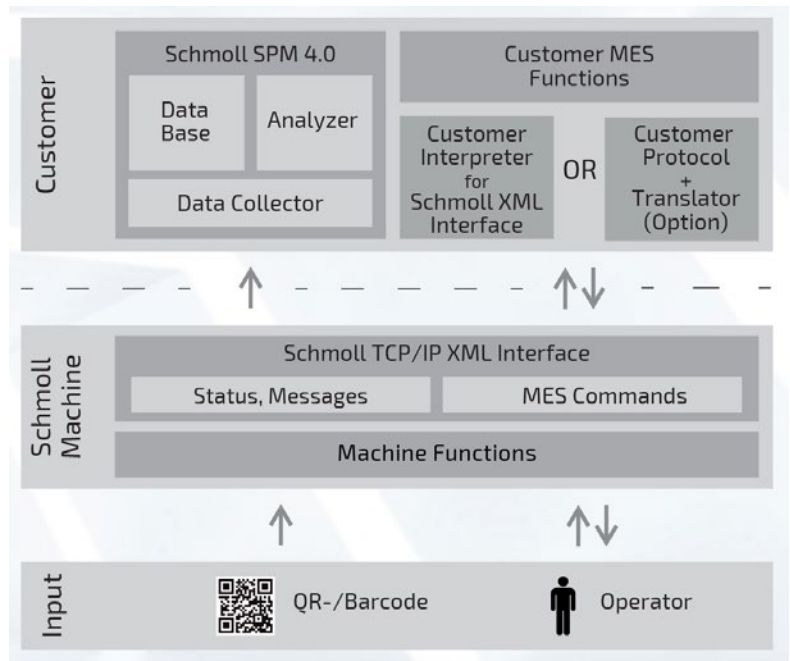 Customer
Schmoll SPM 4.0
Data
Base
Analyzer
Data Collector
Customer MES
Functions
Customer
Interpreter
for
Schmoll XML
Interface
OR
Customer
Protocol
+
Translator
(Option)
Schmoll
Machine
Schmoll TCP/IP XML Interface
Status, Messages
MES Commands
Machine Functions
Input
QR-/Barcode
Operator